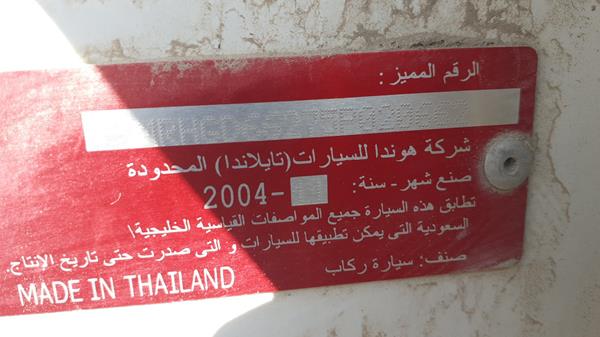 الرقم المميز :
شركة هوندا للسيارات(تايلاندا) المحدودة
صنع شهر - سنة: -2004
تطابق هذه السيارة جميع المواصفات القياسية الخليجية\
السعودية التى يمكن تطبيقها للسيارات و التى صدرت حتى تاريخ الإنتاج.
صنف: سيارة ركاب
MADE IN THAILAND